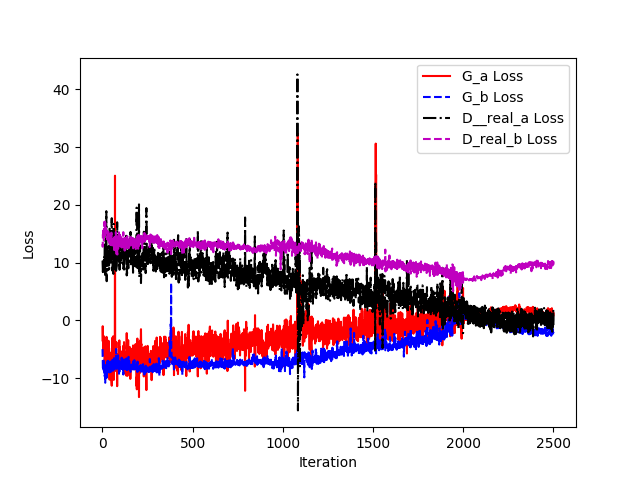 G_a Loss
G_b Loss
D__real_a Loss
D_real_b Loss
40
30
20
10
0
−10
Loss
0
500
1000
1500
2000
2500
Iteration